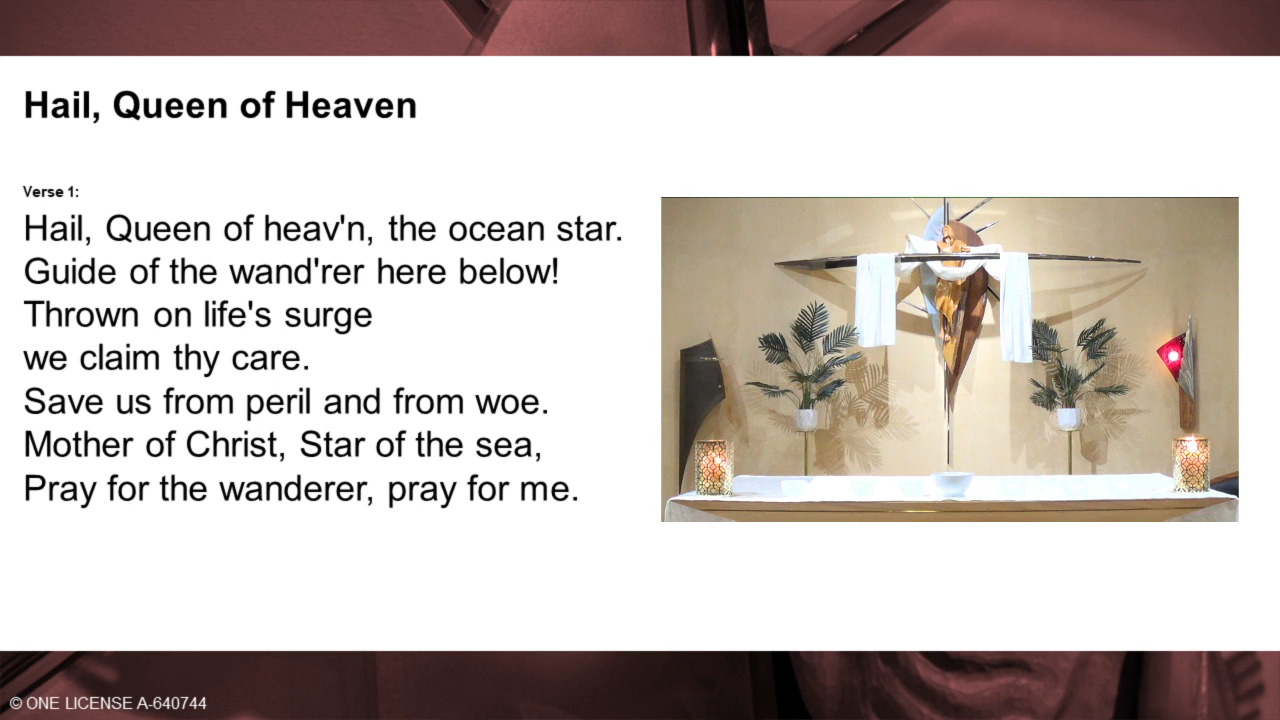 Hail, Queen of Heaven
Verse 1:
Hail, Queen of heav'n, the ocean star.
Guide of the wand'rer here below!
Thrown on life's surge
we claim thy care.
Save us from peril and from woe.
Mother of Christ, Star of the sea,
Pray for the wanderer, pray for me.
© ONE LICENSE A-640744